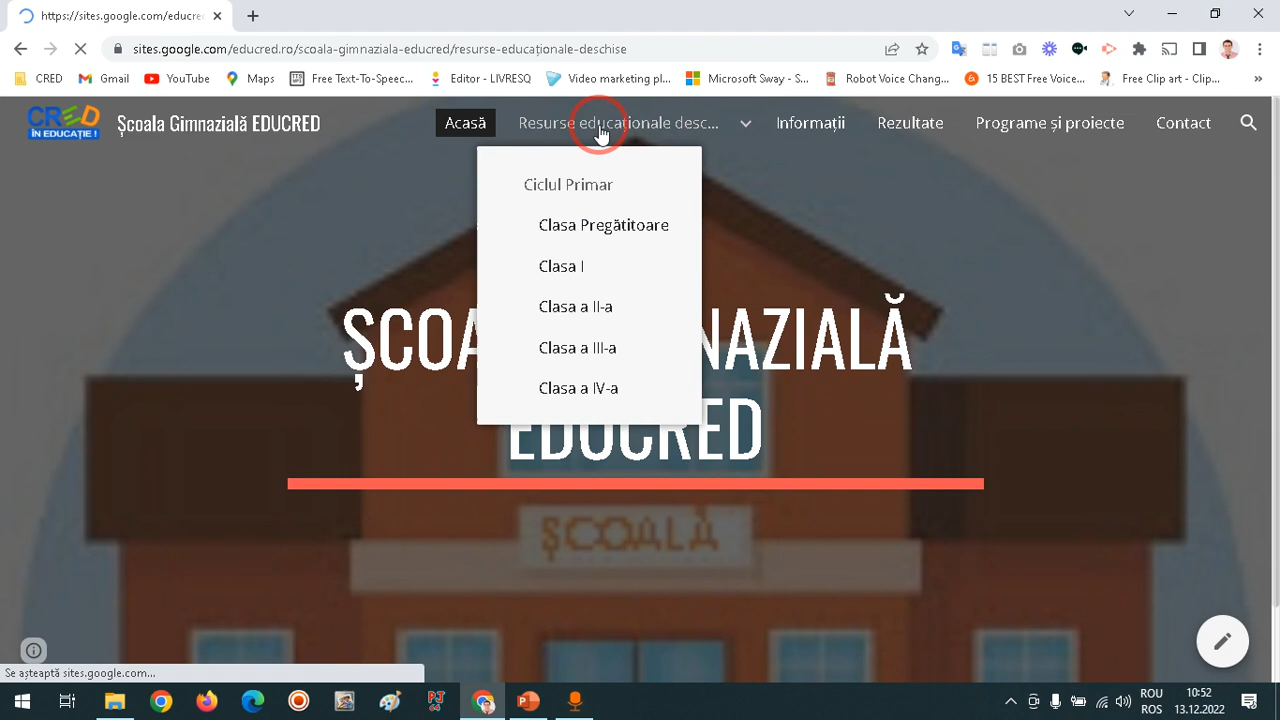 https://sites.google.com/educre
sites.google.com/educred.ro/scoala-gimnaziala-educred/resurse-educaționale-deschise
CRED
Gmail
YouTube
Maps
Free Text-To-Speec...
Editor - LIVRESQ
Video marketing pl...
Microsoft Sway - S...
Robot Voice Chang...
15 BEST Free Voice...
Free Clip art - Clip...
»
CRED
ÎN EDUCAȚIE !
Școala Gimnazială EDUCRED
Acasă
Resurse educaționale desc...
Informații
Rezultate
Programe și proiecte
Contact
Ciclul Primar
Clasa Pregătitoare
Clasa I
Clasa a II-a
Clasa a III-a
Clasa a IV-a
ȘCOA NAZIALĂ
EDUCRED
ȘCOALĂ
Se așteaptă sites.google.com...
ROU
ROS
10:52
13.12.2022